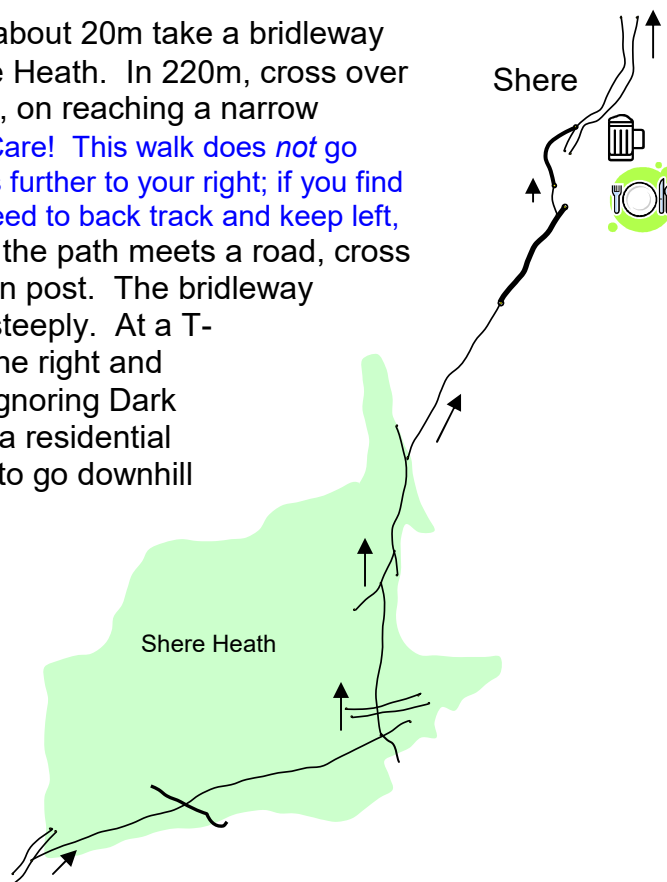 about 20m take a bridleway
e Heath. In 220m, cross over
, on reaching a narrow
Care! This walk does not go
s further to your right; if you find
eed to back track and keep left,
the path meets a road, cross
n post. The bridleway
steeply. At a T-
he right and
gnoring Dark
a residential
to go downhill
Shere
Shere Heath